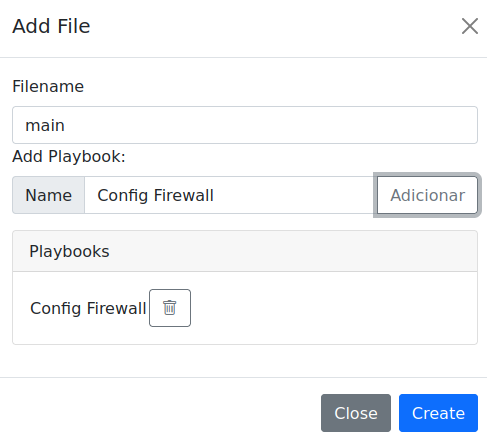 Add File
Filename
main
Add Playbook:
Name Config Firewall Adicionar
Playbooks
Config Firewall
Close Create